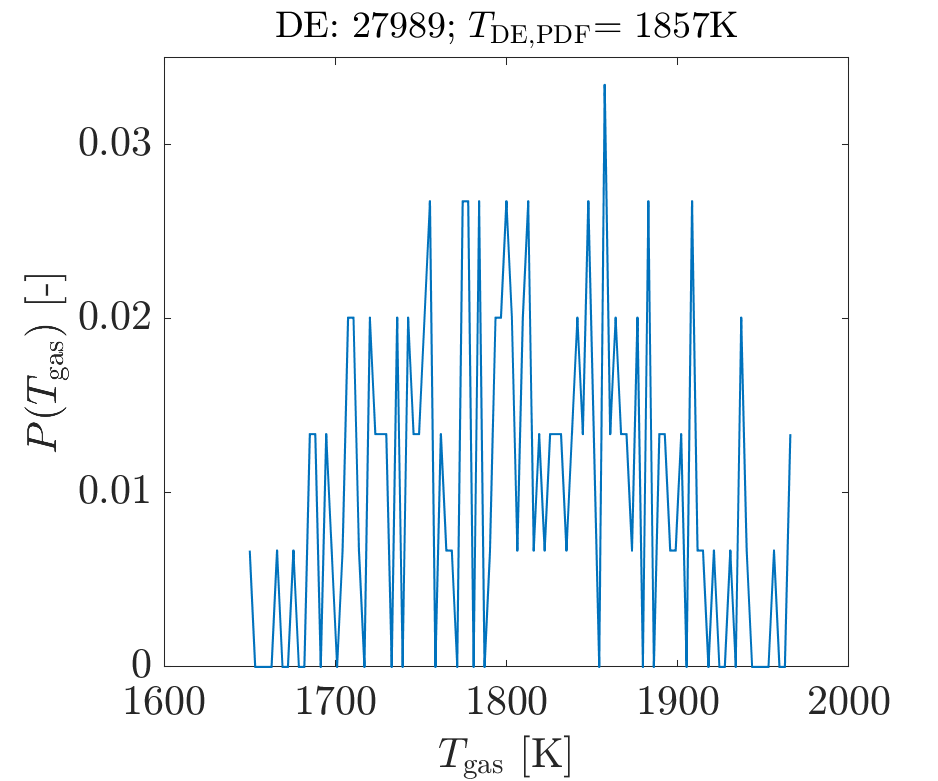 DE: 27989; T_DE,PDF= 1857K
0.03
0.02
0.01
0
1600 1700 1800 1900 2000
P(T_gas) [-]
T_gas [K]